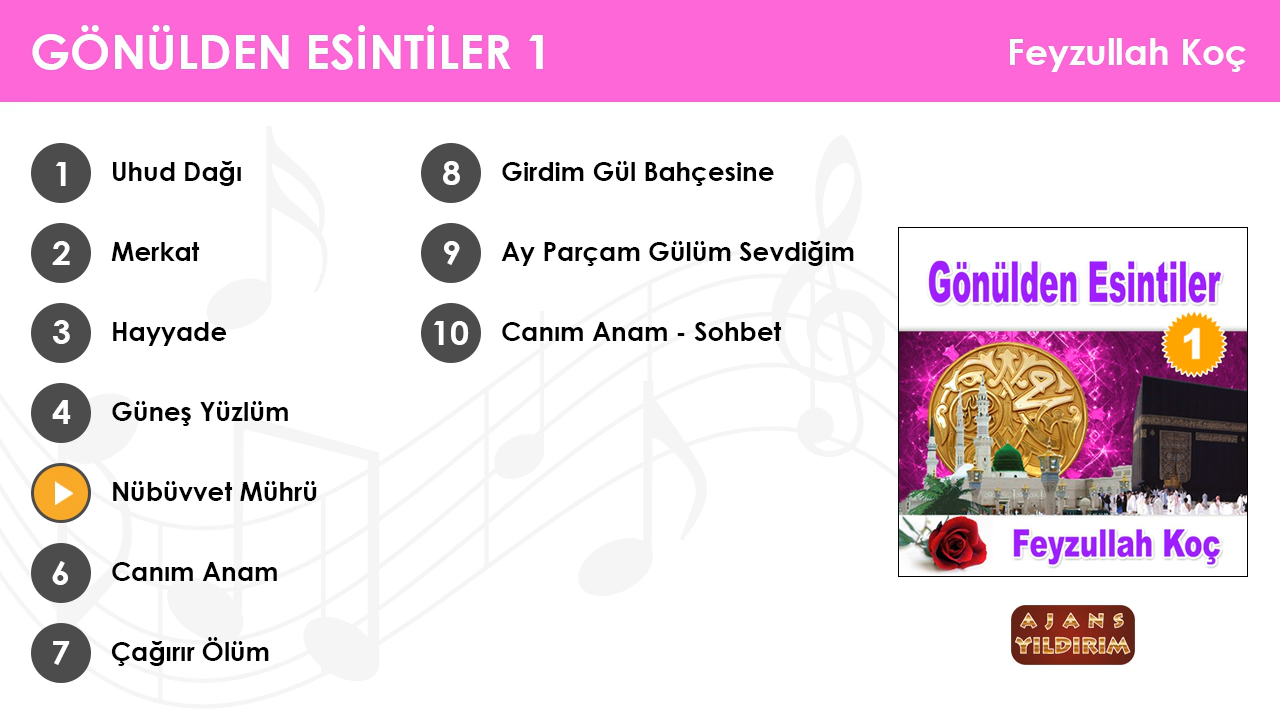 GÖNÜLDEN ESİNTİLER 1
Feyzullah Koç
1 Uhud Dağı
2 Merkat
3 Hayyade
4 Güneş Yüzlüm
Nübüvvet Mührü
6 Canım Anam
7 Çağırır Ölüm
8 Girdim Gül Bahçesine
9 Ay Parçam Gülüm Sevdiğim
10 Canım Anam - Sohbet
Gönülden Esintiler
1
Feyzullah Koç
AJANS
YILDIRIM